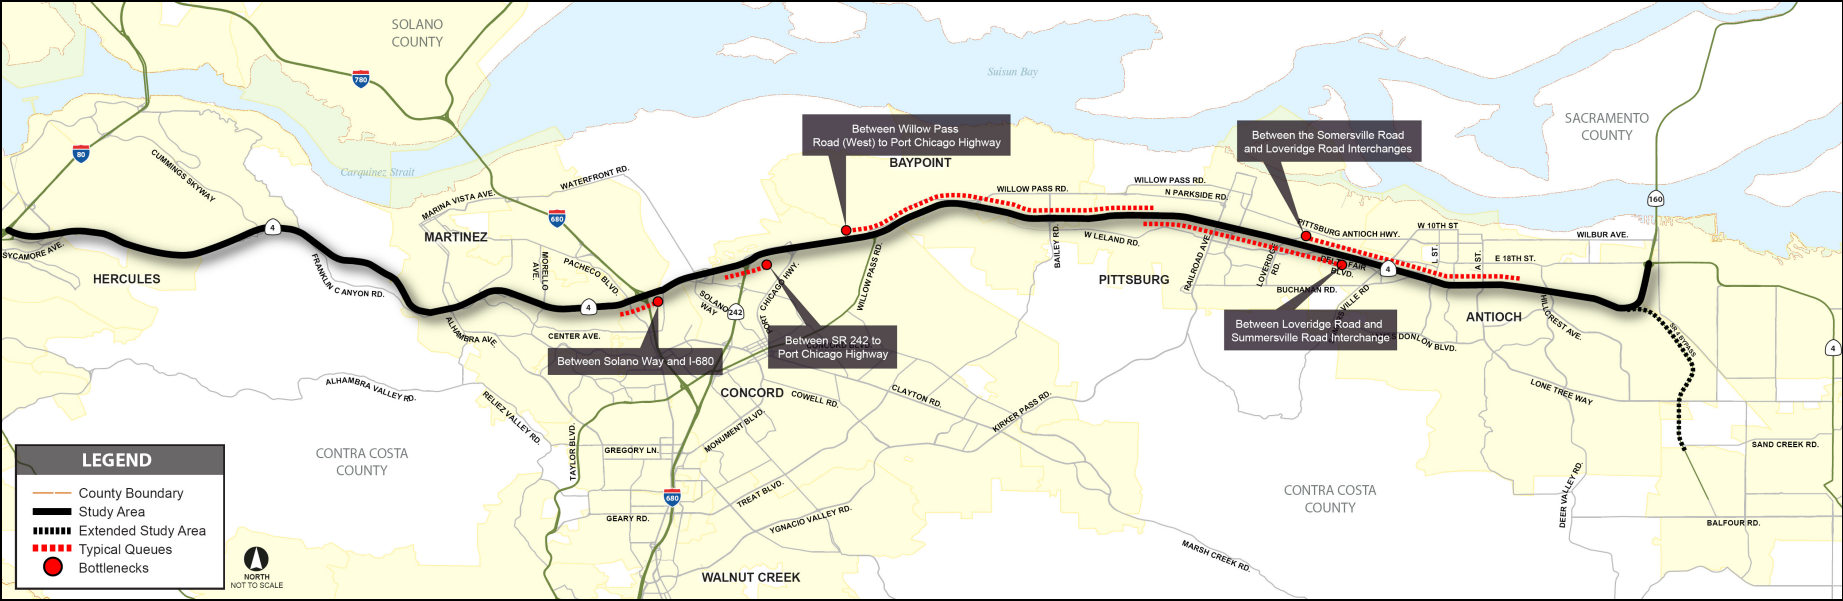 SOLANO
COUNTY
780
Suisun Bay
SACRAMENTO
COUNTY
80
CUMMINGS SKYWAY
Carquinez Strait
WATERFRONT RD.
Between Willow Pass
Road (West) to Port Chicago Highway
BAYPOINT
Between the Somersville Road
and Loveridge Road Interchanges
WILLOW PASS RD.
WILLOW PASS RD.
N PARKSIDE RD.
160
MARINA VISTA AVE.
680
4
MARTINEZ
SYCAMORE AVE.
HERCULES
FRANKLIN CANYON RD.
MORELLO
AVE.
PACHECO BLVD.
4
SOLANO
WAY
242
PORT CHICAGO HWY.
WILLOW PASS RD.
BAILEY RD.
W LELAND RD.
PITTSBURG
RAILROAD AVE.
LOVERIDGE
RD.
PITTSBURG ANTIOCH HWY.
W 10TH ST
WILBUR AVE.
L ST.
A ST.
E 18TH ST.
DELTA FAIR
BLVD.
4
BUCHANAN RD.
ANTIOCH
HILLCREST AVE.
SR 4 BYPASS
4
ALHAMBRA AVE.
CENTER AVE.
Between Solano Way and I-680
Between SR 242 to
Port Chicago Highway
Between Loveridge Road and
Summersville Road Interchange
DONLON BLVD.
ALHAMBRA VALLEY RD.
RELIEZ VALLEY RD.
CONCORD
COWELL RD.
CLAYTON RD.
KIRKER PASS RD.
LONE TREE WAY
MONUMENT BLVD.
TAYLOR BLVD.
GREGORY LN.
CONTRA COSTA
COUNTY
SAND CREEK RD.
680
TREAT BLVD.
YGNACIO VALLEY RD.
GEARY RD.
CONTRA COSTA
COUNTY
DEER VALLEY RD.
BALFOUR RD.
MARSH CREEK RD.
WALNUT CREEK
LEGEND
County Boundary
Study Area
Extended Study Area
Typical Queues
Bottlenecks
NORTH
NOT TO SCALE